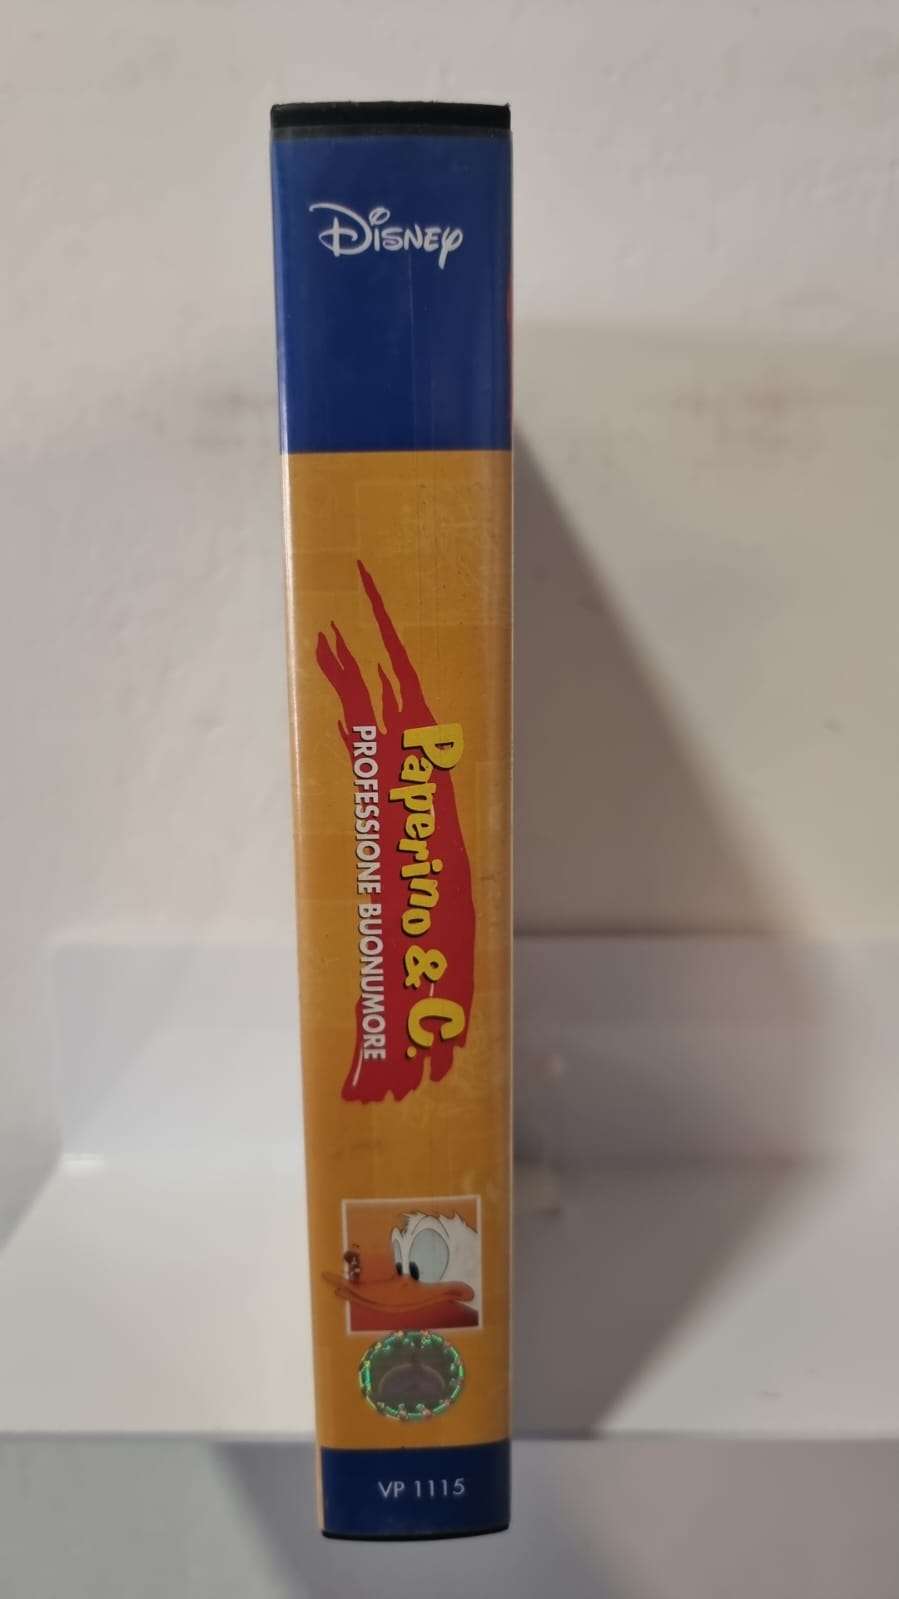 Disney
Paperino & C.
PROFESSIONE BUONUMORE
VP 1115